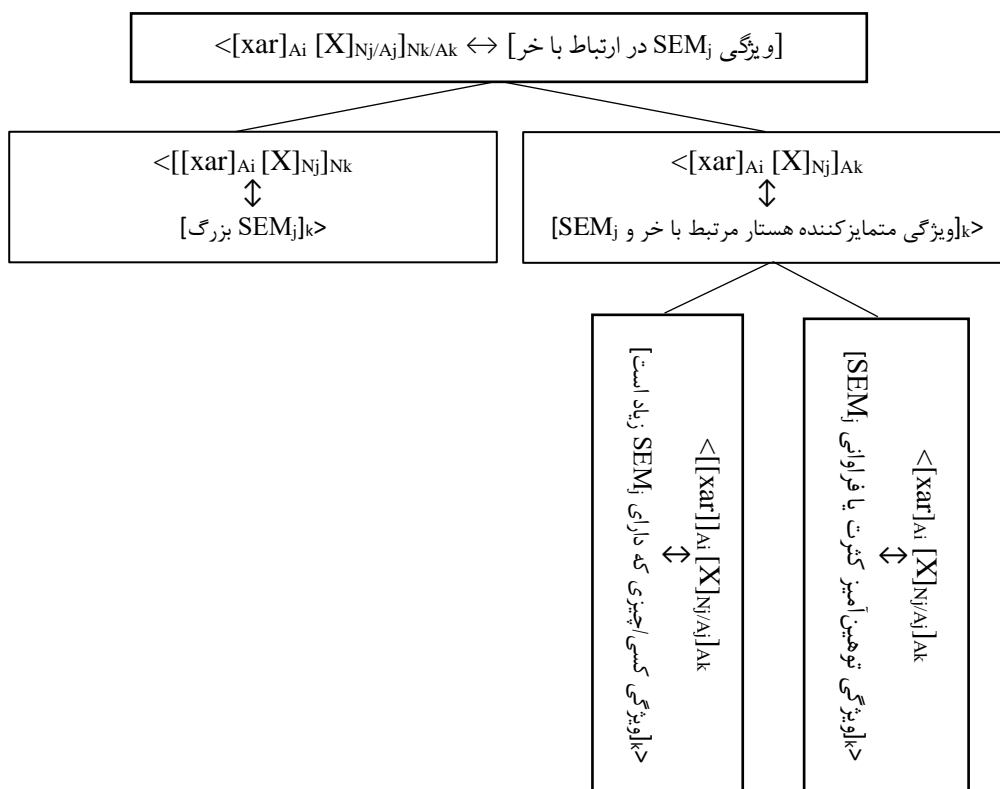 <[xar]Ai [X]Nj/Aj]Nk/Ak ↔ [ویژگی SEMj در ارتباط با خر]
<[[xar]Ai [X]Nj]Nk
↕
[SEMj بزرگ]k>
<[xar]Ai [X]Nj]Ak
↕
[ویژگی متمایزکننده هستار مرتبط با خر و SEMj]k>
<[[xar]]Ai [X]Nj/Aj]Ak
↔
[ویژگی کسی/چیزی که دارای SEMj زیاد است]k>
<[xar]Ai [X]Nj/Aj]Ak
↔
[ویژگی توهین‌آمیز کثرت یا فراوانی SEMj]k>